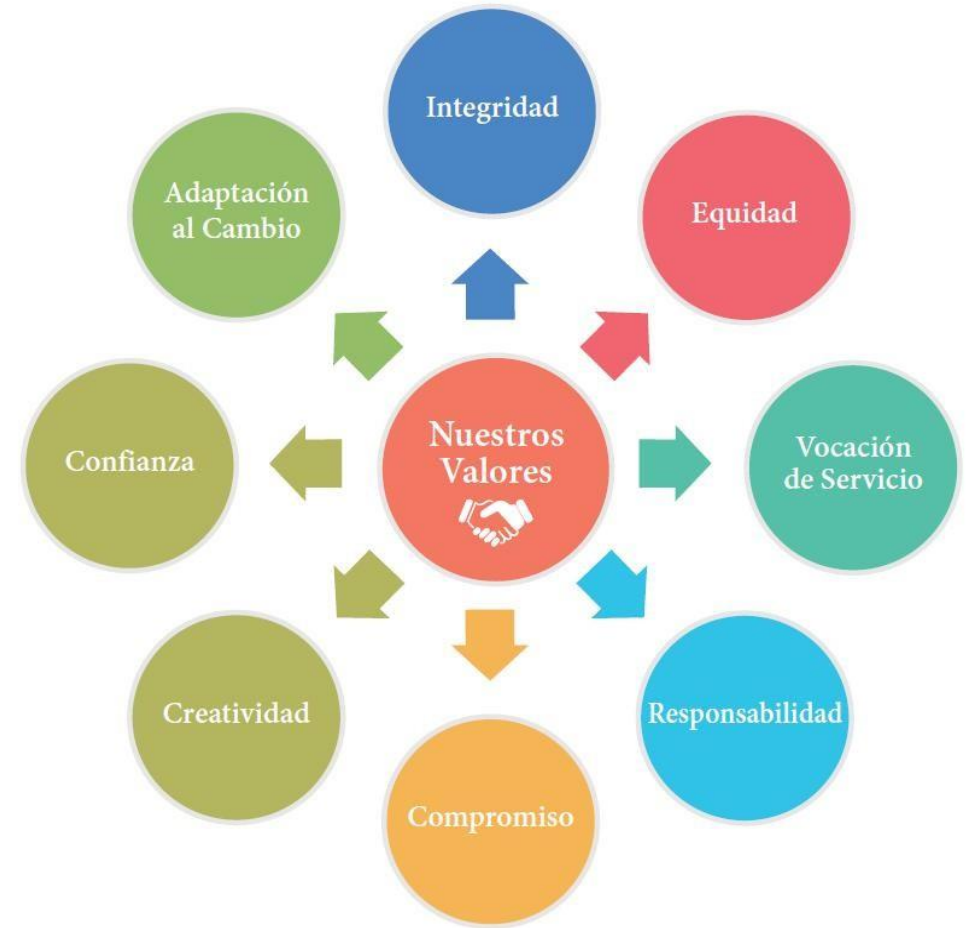 Integridad
Equidad
Vocación
de Servicio
Responsabilidad
Compromiso
Creatividad
Confianza
Adaptación
al Cambio
Nuestros
Valores